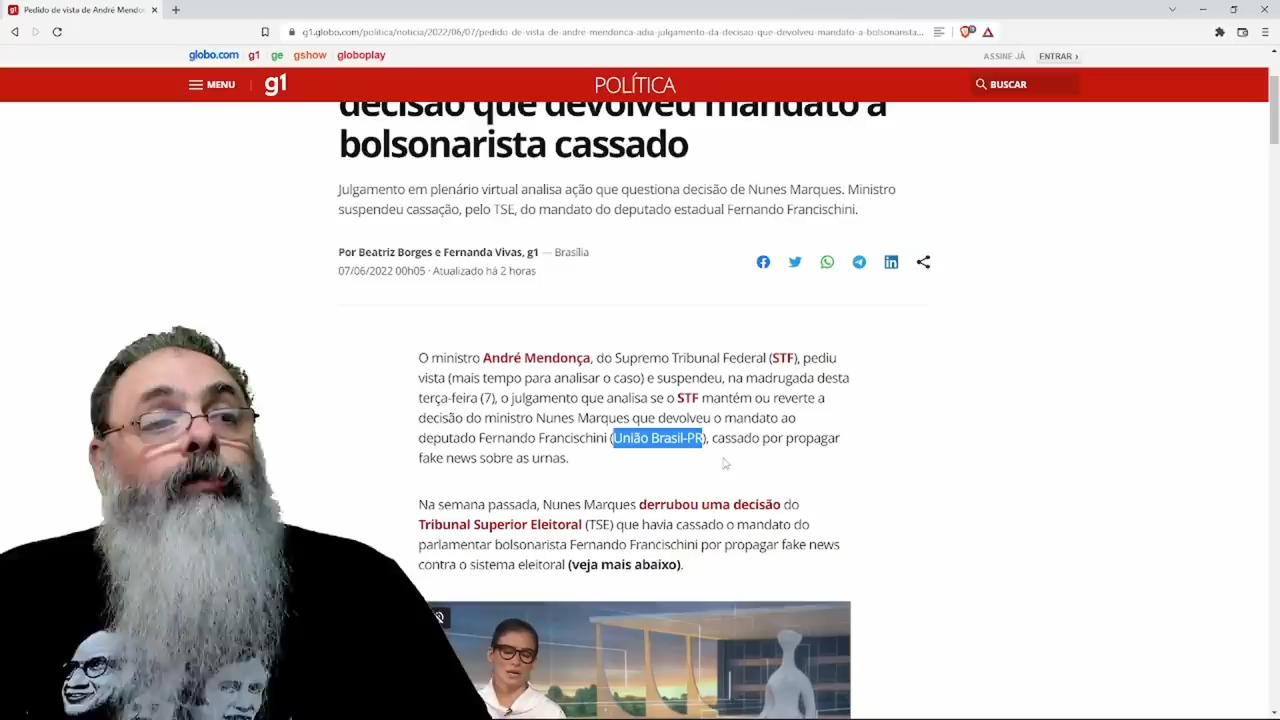 Pedido de vista de André Mendo
g1.globo.com/politica/noticia/2022/06/07/pedido-de-vista-de-andre-mendonca-adia-julgamento-da-decisao-que-devolveu-mandato-a-bolsonarista...
globo.com g1 ge gshow globoplay ASSINE JÁ ENTRAR ›
MENU g1 POLÍTICA BUSCAR
decisão que devolveu mandato a
bolsonarista cassado
Julgamento em plenário virtual analisa ação que questiona decisão de Nunes Marques. Ministro
suspendeu cassação, pelo TSE, do mandato do deputado estadual Fernando Francischini.
Por Beatriz Borges e Fernanda Vivas, g1 — Brasília
07/06/2022 00h05 · Atualizado há 2 horas
O ministro André Mendonça, do Supremo Tribunal Federal (STF), pediu
vista (mais tempo para analisar o caso) e suspendeu, na madrugada desta
terça-feira (7), o julgamento que analisa se o STF mantém ou reverte a
decisão do ministro Nunes Marques que devolveu o mandato ao
deputado Fernando Francischini (União Brasil-PR), cassado por propagar
fake news sobre as urnas.
Na semana passada, Nunes Marques derrubou uma decisão do
Tribunal Superior Eleitoral (TSE) que havia cassado o mandato do
parlamentar bolsonarista Fernando Francischini por propagar fake news
contra o sistema eleitoral (veja mais abaixo).